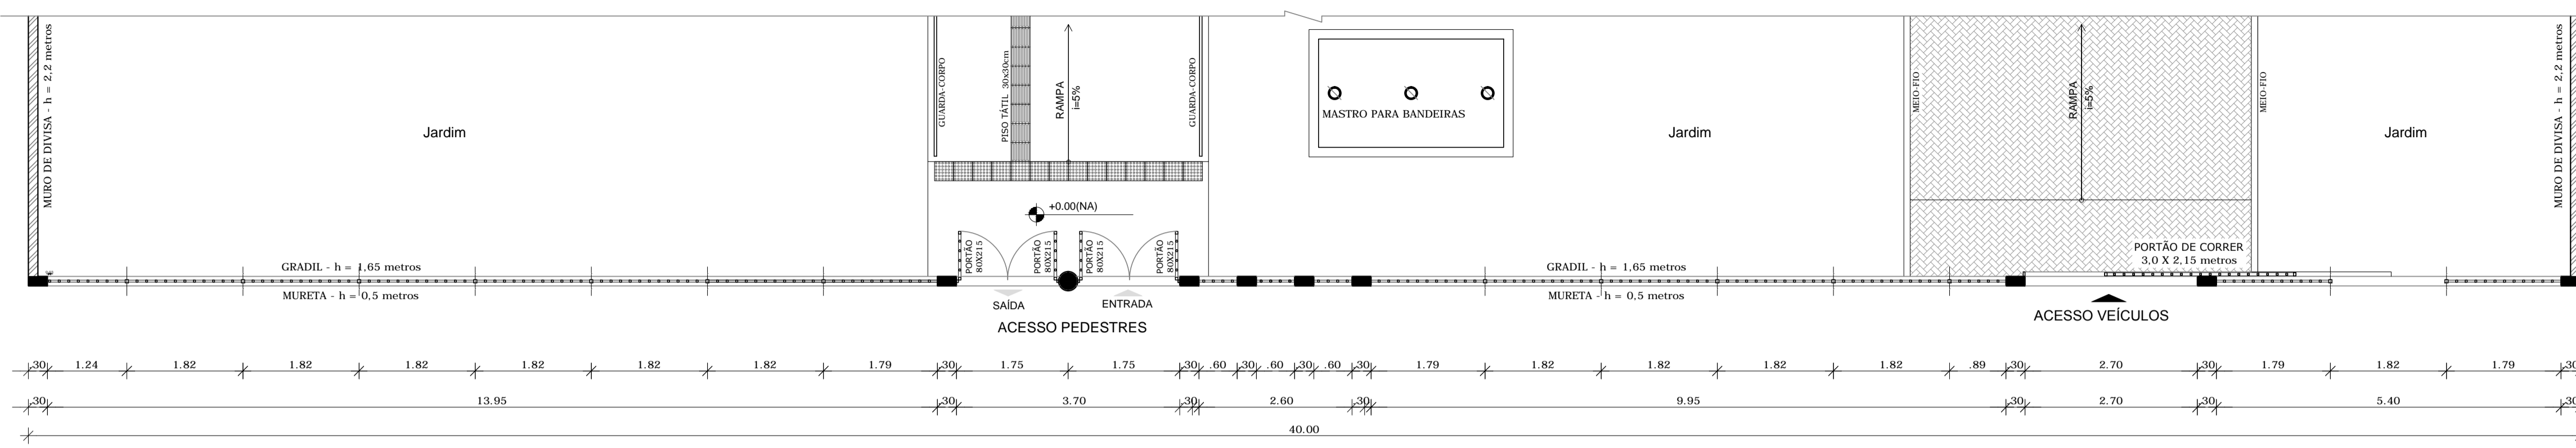 MURO DE DIVISA - h = 2,2 metros
Jardim
GUARDA-CORPO
PISO TÁTIL 30x30cm
RAMPA
i=5%
GUARDA-CORPO
MASTRO PARA BANDEIRAS
Jardim
MEIO-FIO
RAMPA
i=5%
MEIO-FIO
Jardim
MURO DE DIVISA - h = 2,2 metros
+0.00(NA)
PORTÃO
80X215
PORTÃO
80X215
PORTÃO
80X215
PORTÃO
80X215
PORTÃO DE CORRER
3,0 X 2,15 metros
GRADIL - h = 1,65 metros
MURETA - h = 0,5 metros
GRADIL - h = 1,65 metros
MURETA - h = 0,5 metros
SAÍDA
ENTRADA
ACESSO PEDESTRES
ACESSO VEÍCULOS
.30 1.24 1.82 1.82 1.82 1.82 1.82 1.82 1.79 .30 1.75 1.75 .30 .60 .30 .60 .30 .60 .30 1.79 1.82 1.82 1.82 1.82 .89 .30 2.70 .30 1.79 1.82 1.79 .30
.30 13.95 .30 3.70 .30 2.60 .30 9.95 .30 2.70 .30 5.40 .30
40.00